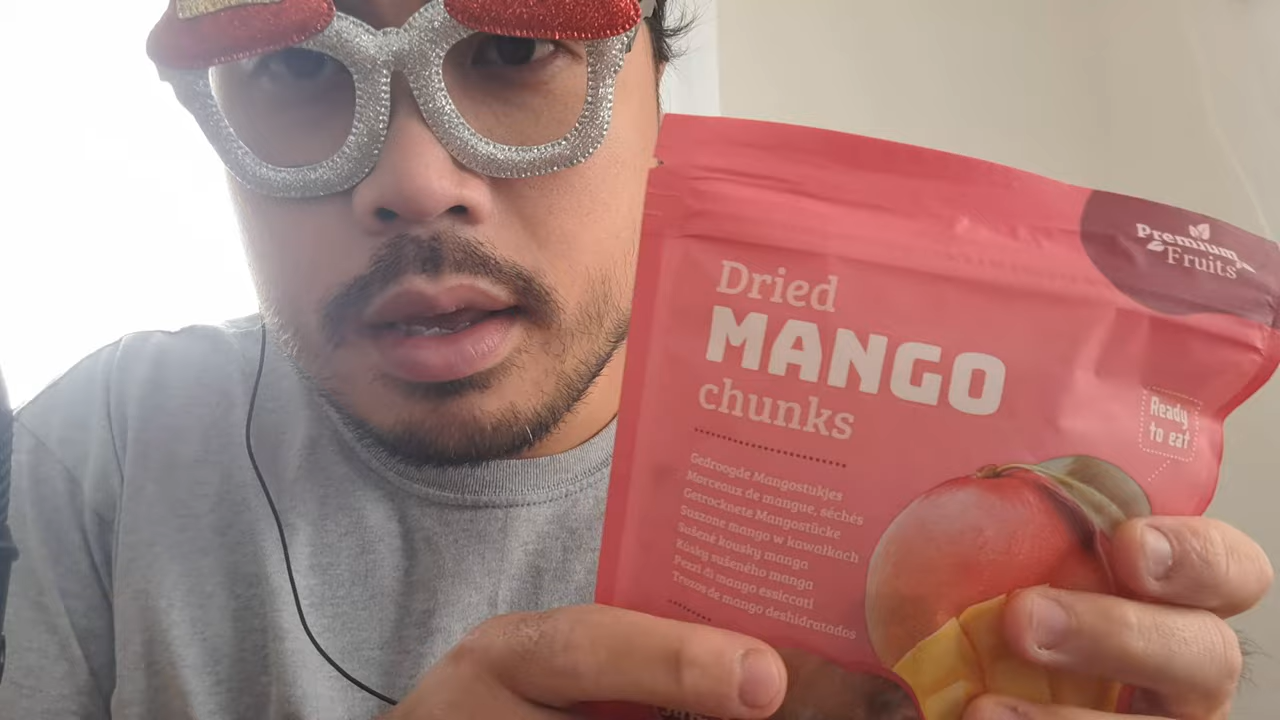 Premium
Fruits
Dried
MANGO
chunks
Ready
to eat
Gedroogde Mangostukjes
Morceaux de mangue, séchés
Getrocknete Mangostücke
Suszone mango w kawałkach
Sušené kousky manga
Kúsky sušeného manga
Pezzi di mango essiccati
Trozos de mango deshidratados